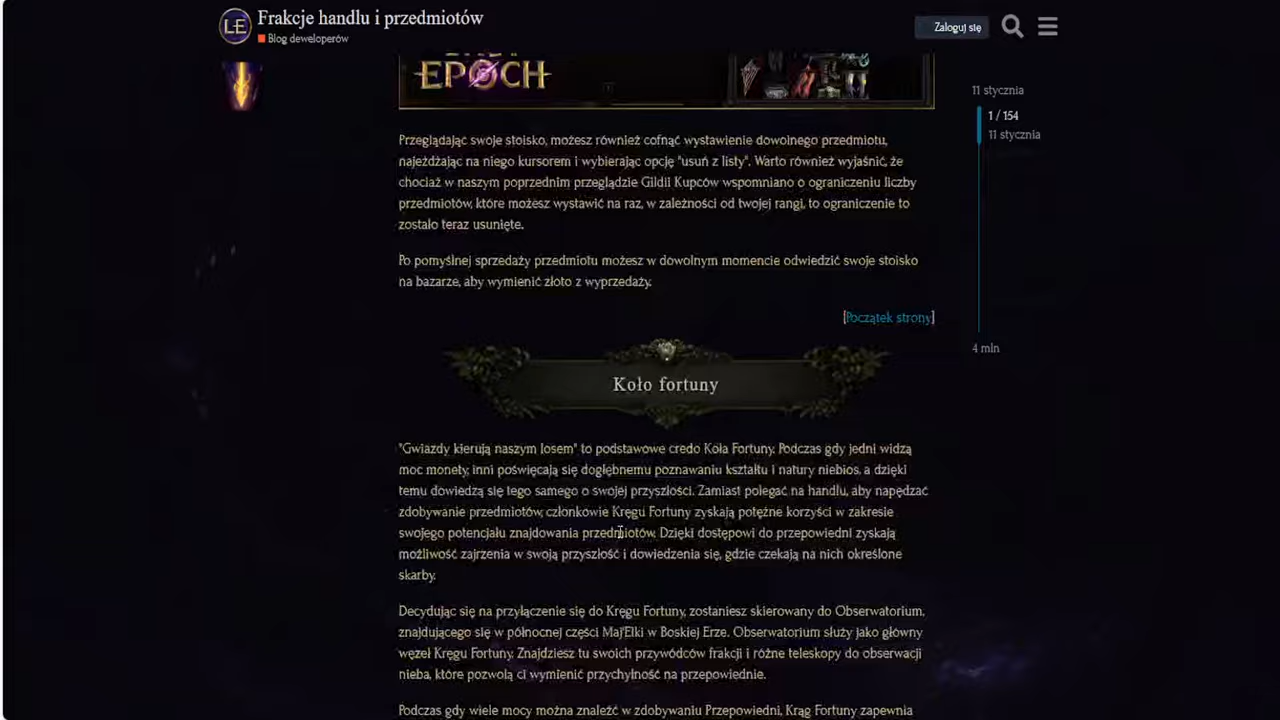 Frakcje handlu i przedmiotów
Blog deweloperów
Zaloguj się
LE
EPOCH
11 stycznia
1 / 154
11 stycznia
4 mln
Przeglądając swoje stoisko, możesz również cofnąć wystawienie dowolnego przedmiotu,
najeżdżając na niego kursorem i wybierając opcję "usuń z listy". Warto również wyjaśnić, że
chociaż w naszym poprzednim przeglądzie Gildii Kupców wspomniano o ograniczeniu liczby
przedmiotów, które możesz wystawić na raz, w zależności od twojej rangi, to ograniczenie to
zostało teraz usunięte.
Po pomyślnej sprzedaży przedmiotu możesz w dowolnym momencie odwiedzić swoje stoisko
na bazarze, aby wymienić złoto z wyprzedaży.
[Początek strony]
Koło fortuny
"Gwiazdy kierują naszym losem" to podstawowe credo Koła Fortuny. Podczas gdy jedni widzą
moc monety, inni poświęcają się dogłębnemu poznawaniu kształtu i natury niebios, a dzięki
temu dowiedzą się tego samego o swojej przyszłości. Zamiast polegać na handlu, aby napędzać
zdobywanie przedmiotów, członkowie Kręgu Fortuny zyskają potężne korzyści w zakresie
swojego potencjału znajdowania przedmiotów. Dzięki dostępowi do przepowiedni zyskają
możliwość zajrzenia w swoją przyszłość i dowiedzenia się, gdzie czekają na nich określone
skarby.
Decydując się na przyłączenie się do Kręgu Fortuny, zostaniesz skierowany do Obserwatorium,
znajdującego się w północnej części Maj'Elki w Boskiej Erze. Obserwatorium służy jako główny
węzeł Kręgu Fortuny. Znajdziesz tu swoich przywódców frakcji i różne teleskopy do obserwacji
nieba, które pozwolą ci wymienić przychylność na przepowiednie.
Podczas gdy wiele mocy można znaleźć w zdobywaniu Przepowiedni, Krąg Fortuny zapewnia